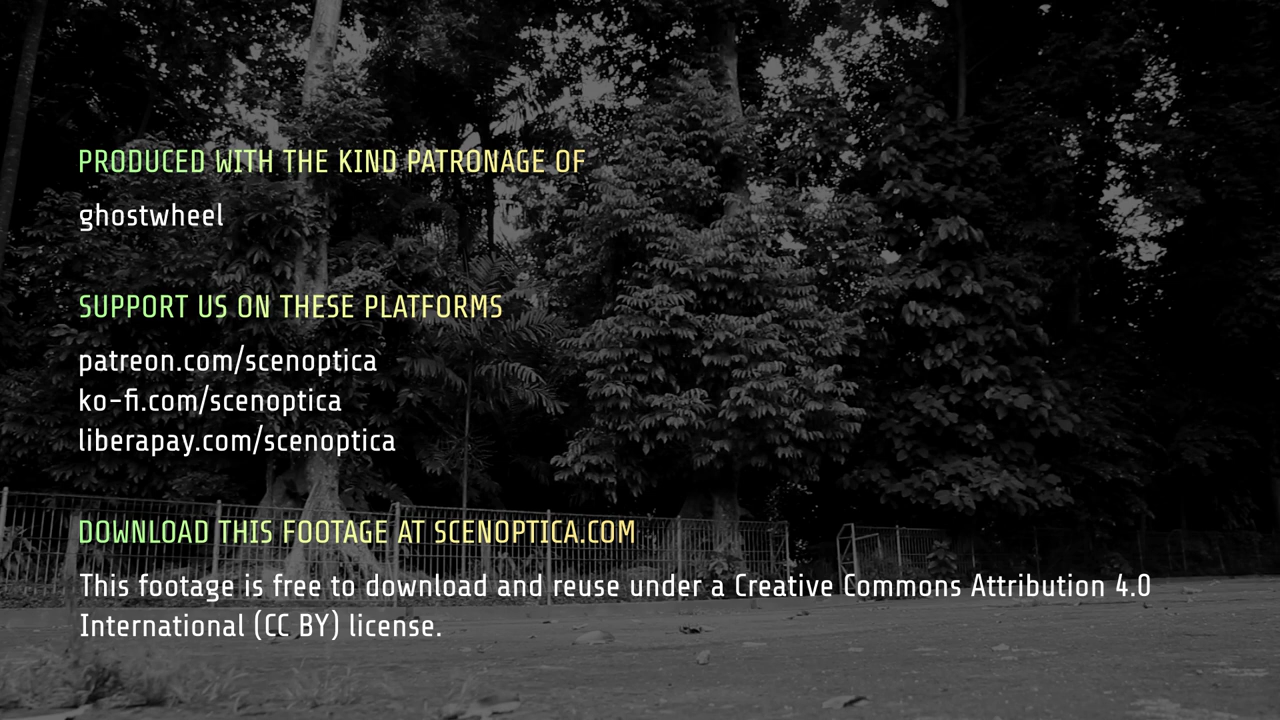 PRODUCED WITH THE KIND PATRONAGE OF
ghostwheel
SUPPORT US ON THESE PLATFORMS
patreon.com/scenoptica
ko-fi.com/scenoptica
liberapay.com/scenoptica
DOWNLOAD THIS FOOTAGE AT SCENOPTICA.COM
This footage is free to download and reuse under a Creative Commons Attribution 4.0
International (CC BY) license.